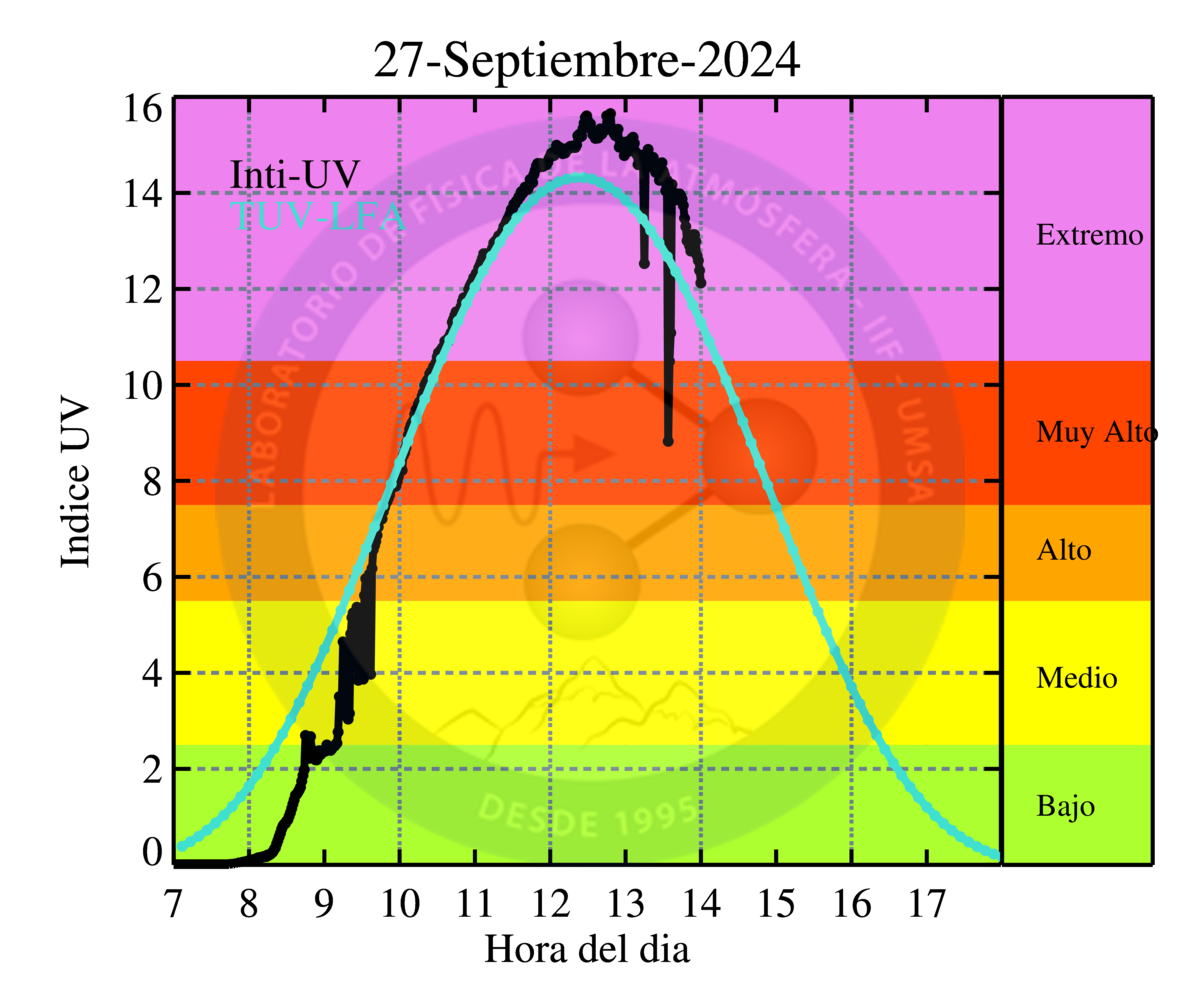 27-Septiembre-2024
16
14
12
10
8
6
4
2
0
Indice UV
Inti-UV
TUV-LFA
LABORATORIO DE FÍSICA DE LA ATMÓSFERA - IIF - UMSA
DESDE 1995
Extremo
Muy Alto
Alto
Medio
Bajo
7 8 9 10 11 12 13 14 15 16 17
Hora del dia